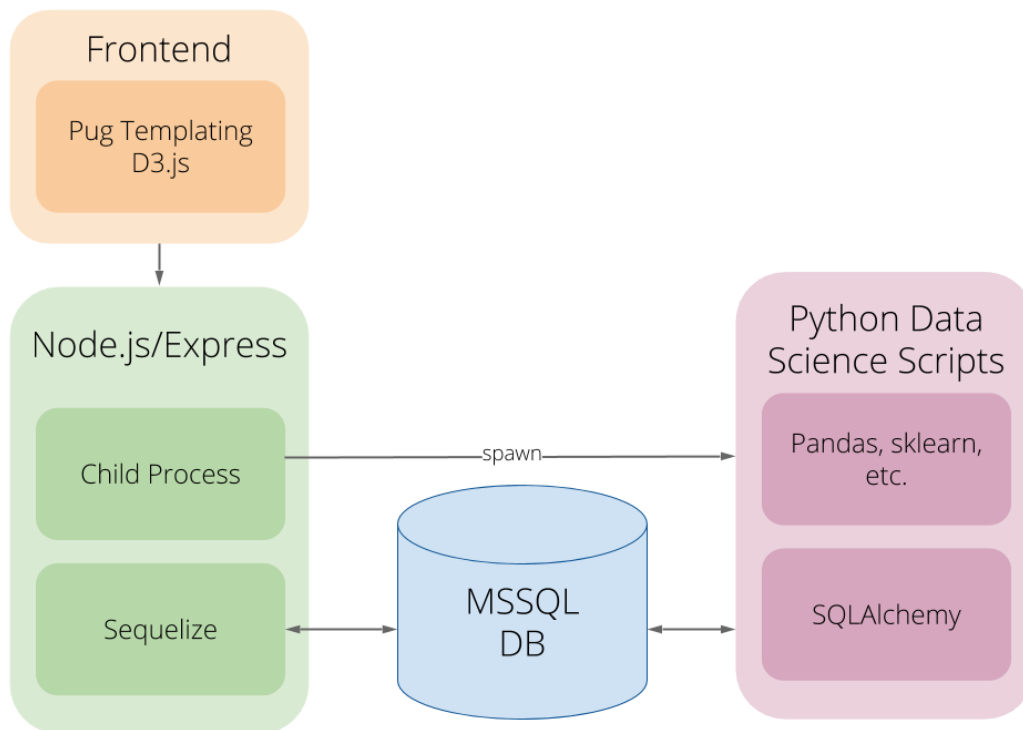 Frontend
Pug Templating
D3.js
Node.js/Express
Child Process
Sequelize
spawn
MSSQL
DB
Python Data
Science Scripts
Pandas, sklearn,
etc.
SQLAlchemy